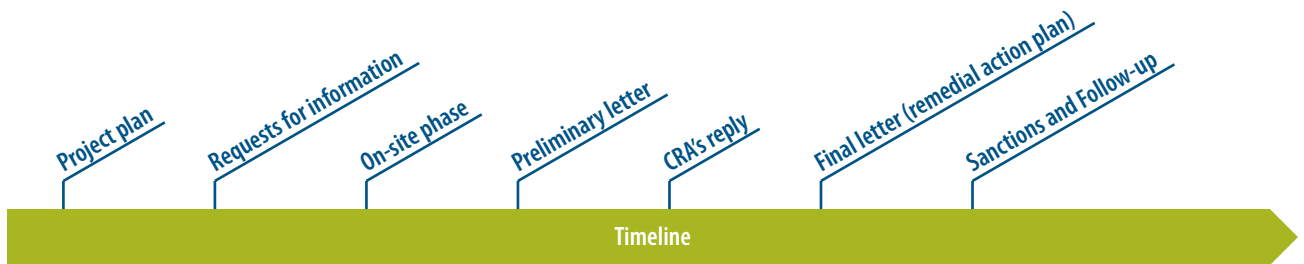 Project plan
Requests for information
On-site phase
Preliminary letter
CRA's reply
Final letter (remedial action plan)
Sanctions and Follow-up
Timeline